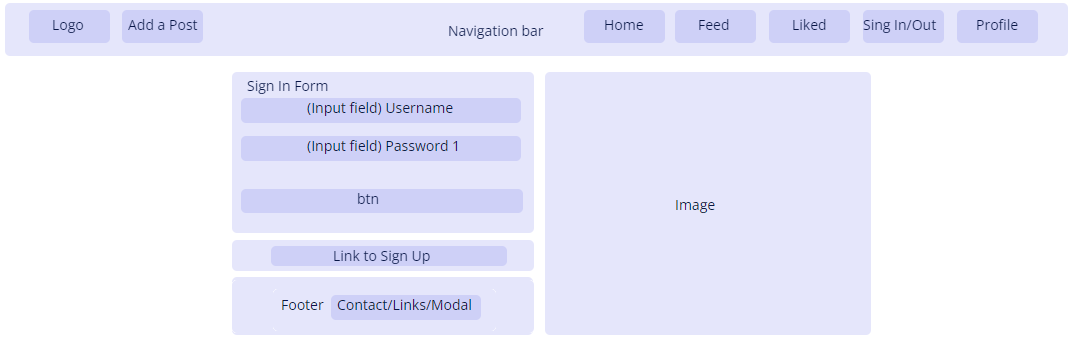 Logo
Add a Post
Navigation bar
Home
Feed
Liked
Sing In/Out
Profile
Sign In Form
(Input field) Username
(Input field) Password 1
btn
Link to Sign Up
Footer
Contact/Links/Modal
Image